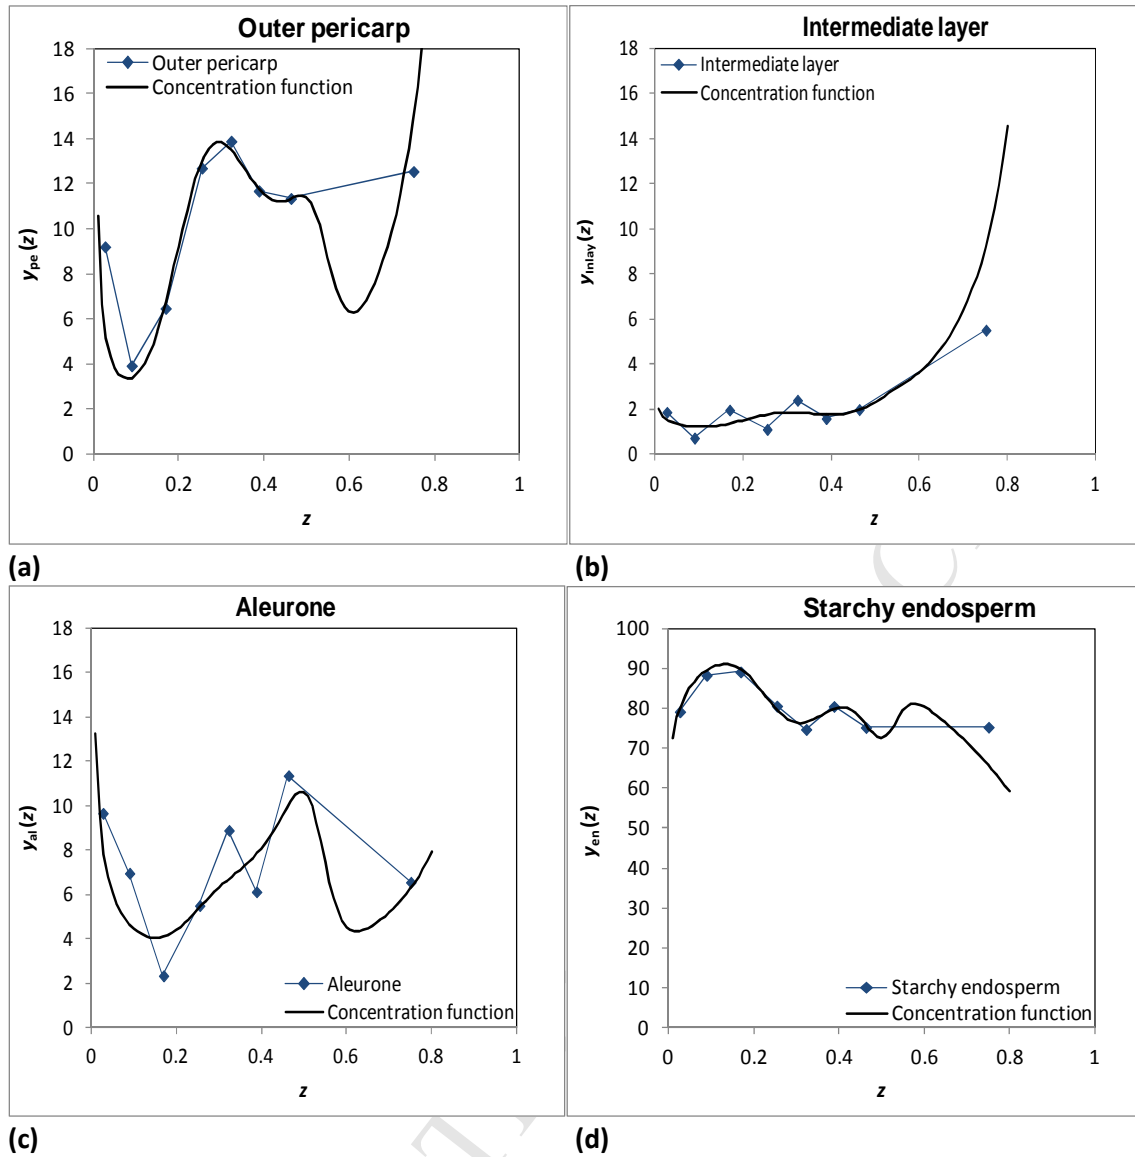 Outer pericarp
Outer pericarp
Concentration function
18
16
14
12
10
8
6
4
2
0
y_pe (z)
0 0.2 0.4 0.6 0.8 1
z
(a)
Intermediate layer
Intermediate layer
Concentration function
18
16
14
12
10
8
6
4
2
0
y_Inlay (z)
0 0.2 0.4 0.6 0.8 1
z
(b)
Aleurone
18
16
14
12
10
8
6
4
2
0
y_al (z)
Aleurone
Concentration function
0 0.2 0.4 0.6 0.8 1
z
(c)
Starchy endosperm
100
90
80
70
60
50
40
30
20
10
0
y_en (z)
Starchy endosperm
Concentration function
0 0.2 0.4 0.6 0.8 1
z
(d)